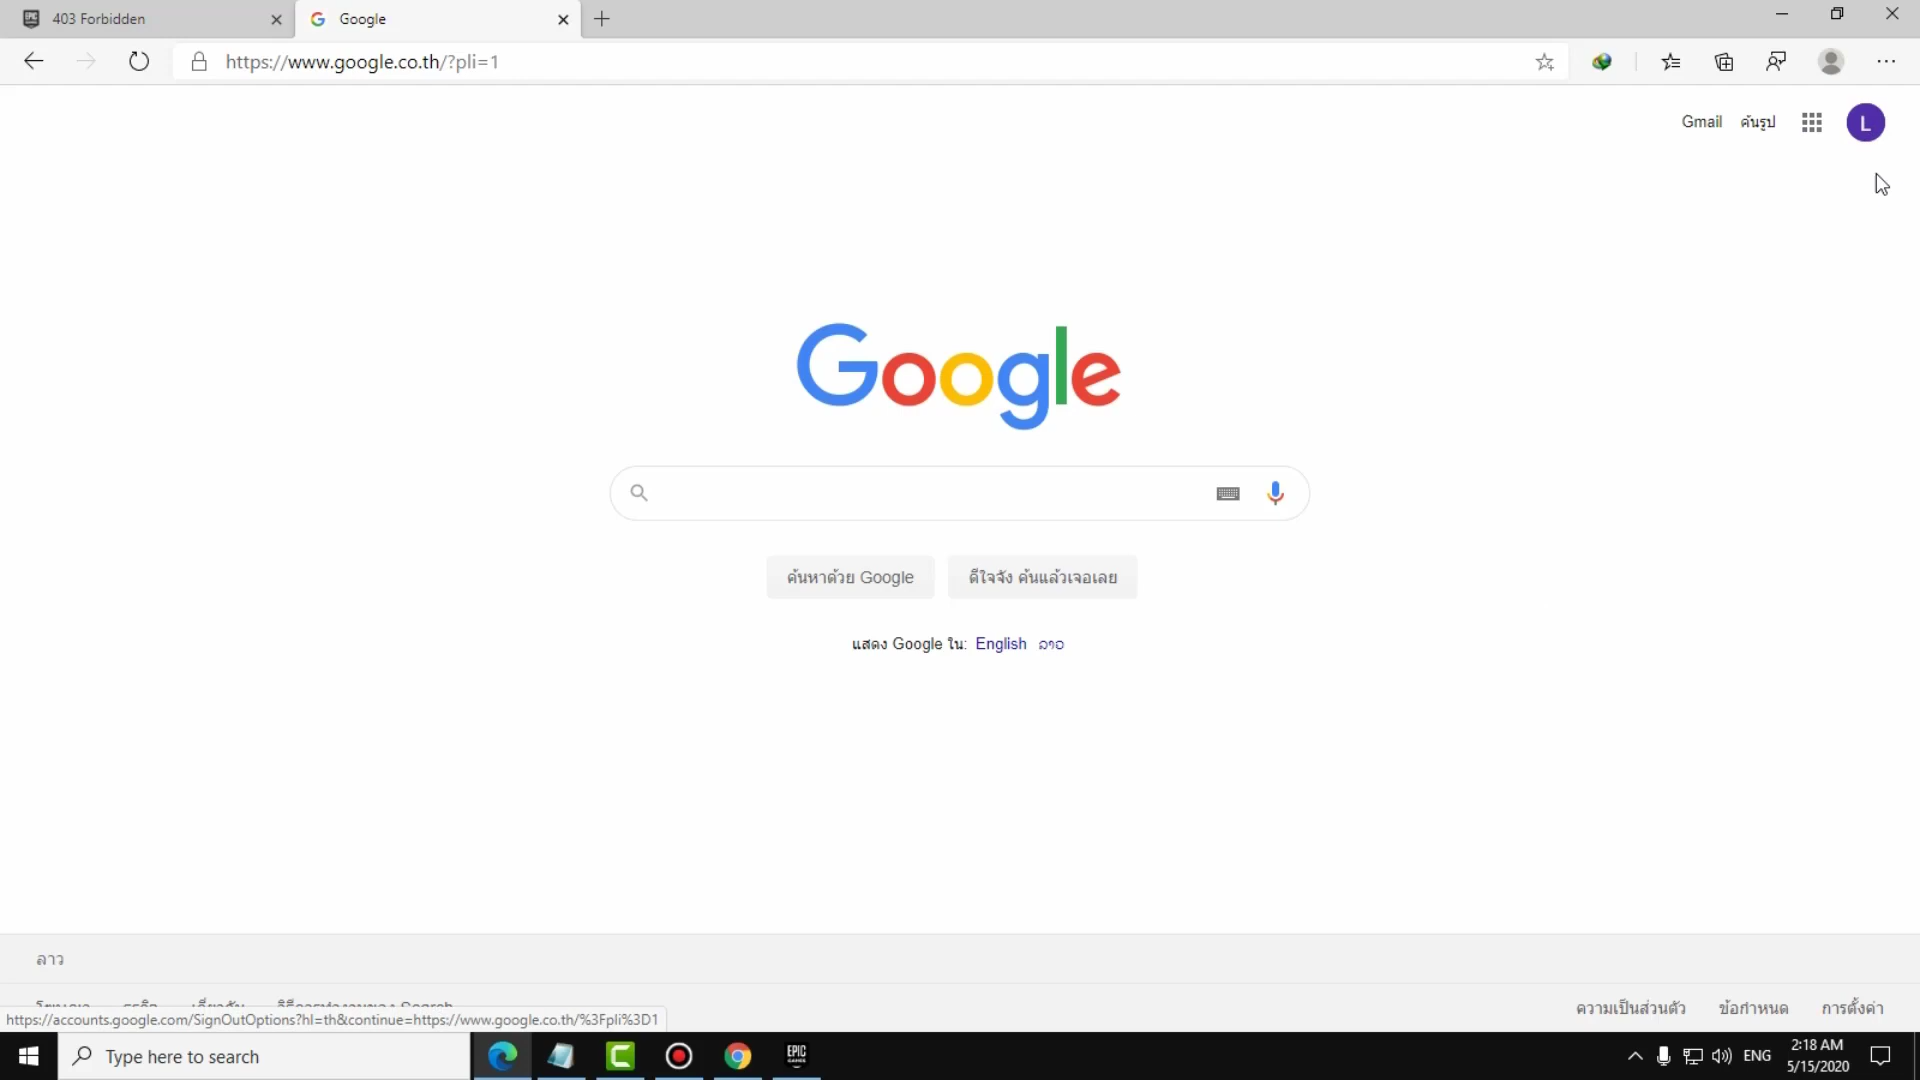 403 Forbidden
Google
https://www.google.co.th/?pli=1
Gmail ค้นรูป
L
Google
ค้นหาด้วย Google ดีใจจัง ค้นแล้วเจอเลย
แสดง Google ใน: English ລາວ
ลาว
ความเป็นส่วนตัว ข้อกำหนด การตั้งค่า
https://accounts.google.com/SignOutOptions?hl=th&continue=https://www.google.co.th/%3Fpli%3D1
Type here to search
EPIC
GAMES
ENG
2:18 AM
5/15/2020